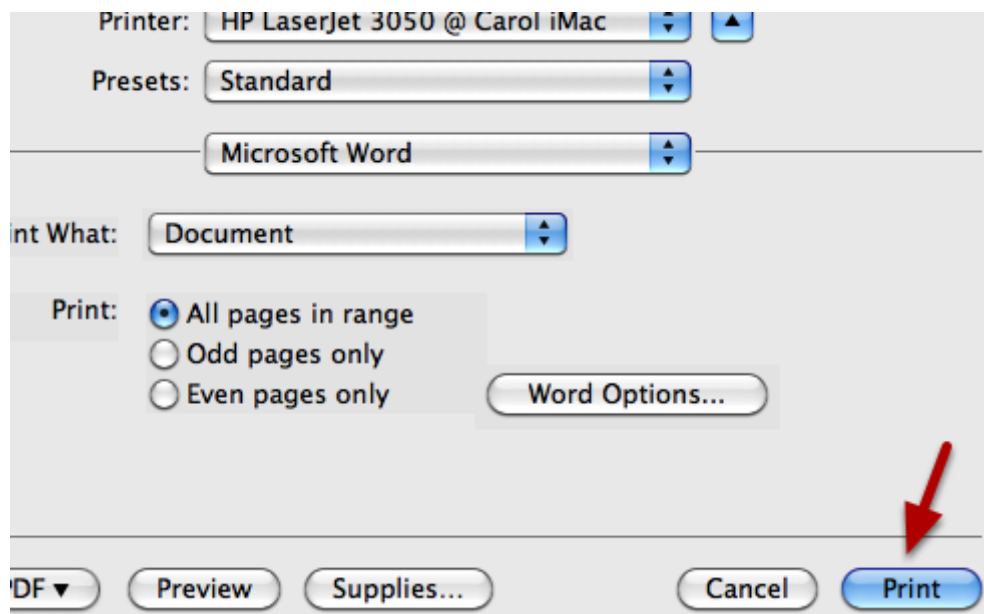 Printer: HP LaserJet 3050 @ Carol iMac
Presets: Standard
Microsoft Word
int What: Document
Print: All pages in range
Odd pages only
Even pages only Word Options...
PDF ▼ Preview Supplies... Cancel Print